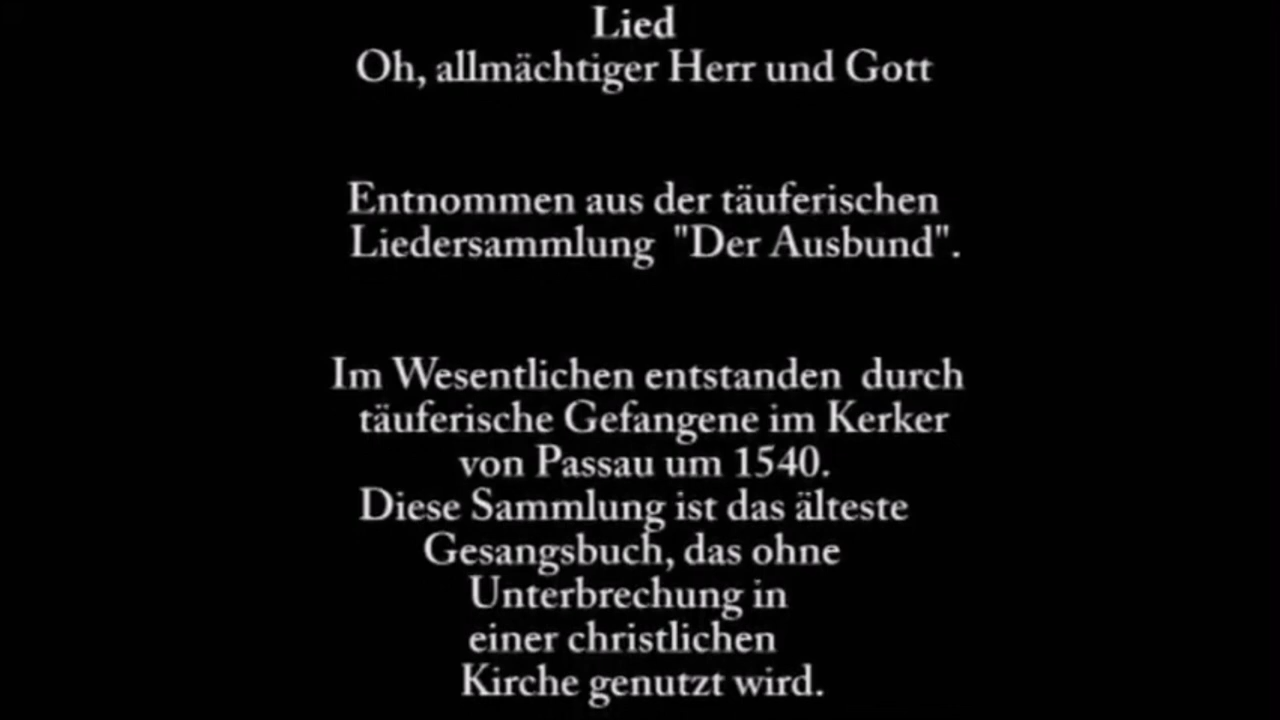 Lied
Oh, allmächtiger Herr und Gott
Entnommen aus der täuferischen
Liedersammlung "Der Ausbund".
Im Wesentlichen entstanden durch
täuferische Gefangene im Kerker
von Passau um 1540.
Diese Sammlung ist das älteste
Gesangsbuch, das ohne
Unterbrechung in
einer christlichen
Kirche genutzt wird.